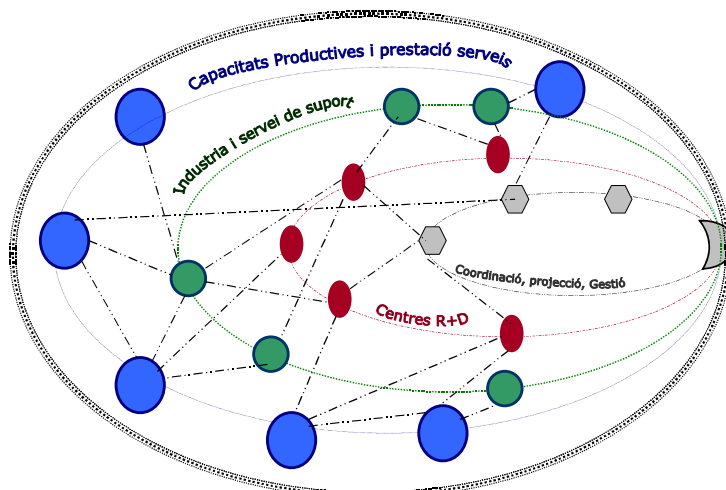 Capacitats Productives i prestació serveis
Industria i servei de suport
Coordinació, projecció, Gestió
Centres R+D